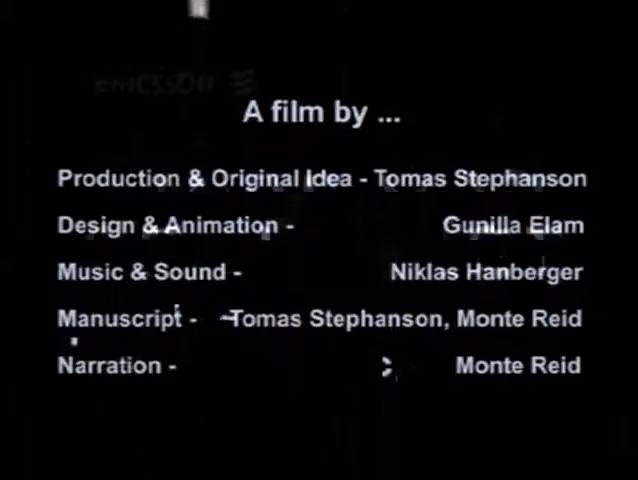 ERICSSON
A film by ...
Production & Original Idea - Tomas Stephanson
Design & Animation - Gunilla Elam
Music & Sound - Niklas Hanberger
Manuscript - Tomas Stephanson, Monte Reid
Narration - Monte Reid